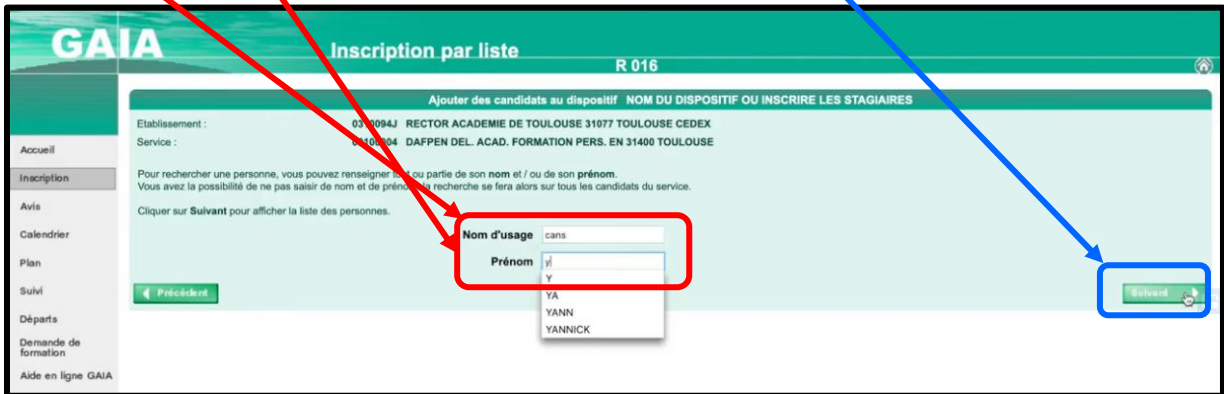 GAIA
Inscription par liste
R 016
Ajouter des candidats au dispositif NOM DU DISPOSITIF OU INSCRIRE LES STAGIAIRES
Etablissement : RECTOR ACADEMIE DE TOULOUSE 31077 TOULOUSE CEDEX
Service : DAFPEN DEL. ACAD. FORMATION PERS. EN 31400 TOULOUSE
Accueil
Inscription
Avis
Calendrier
Plan
Suivi
Départs
Demande de
formation
Aide en ligne GAIA
Pour rechercher une personne, vous pouvez renseigner ou partie de son nom et / ou de son prénom.
Vous avez la possibilité de ne pas saisir de nom et de la recherche se fera alors sur tous les candidats du service.
Cliquer sur Suivant pour afficher la liste des personnes.
Nom d'usage cans
Prénom y
Y
YA
YANN
YANNICK
Précédent
Suivant